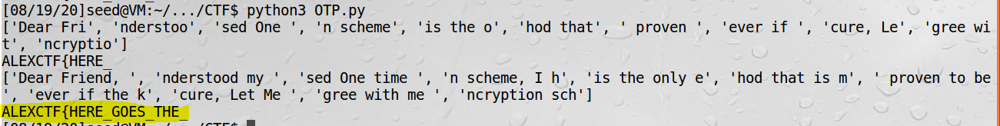 [08/19/20]seed@VM:~/.../CTF$ python3 OTP.py
['Dear Fri', 'nderstoo', 'sed One ', 'n scheme', 'is the o', 'hod that', ' proven ', 'ever if ', 'cure, Le', 'gree wi
t', 'ncryptio']
ALEXCTF{HERE_
['Dear Friend, ', 'nderstood my ', 'sed One time ', 'n scheme, I h', 'is the only e', 'hod that is m', ' proven to be
', 'ever if the k', 'cure, Let Me ', 'gree with me ', 'ncryption sch']
ALEXCTF{HERE_GOES_THE_
[08/19/20]seed@VM:~/.../CTF$